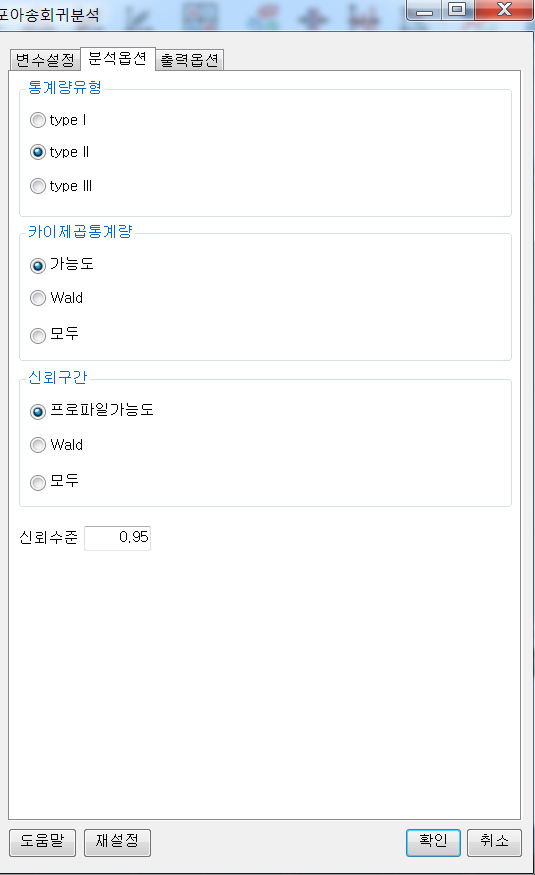 포아송회귀분석
변수설정 분석옵션 출력옵션
통계량유형
type I
type II
type III
카이제곱통계량
가능도
Wald
모두
신뢰구간
프로파일가능도
Wald
모두
신뢰수준 0.95
도움말 재설정 확인 취소